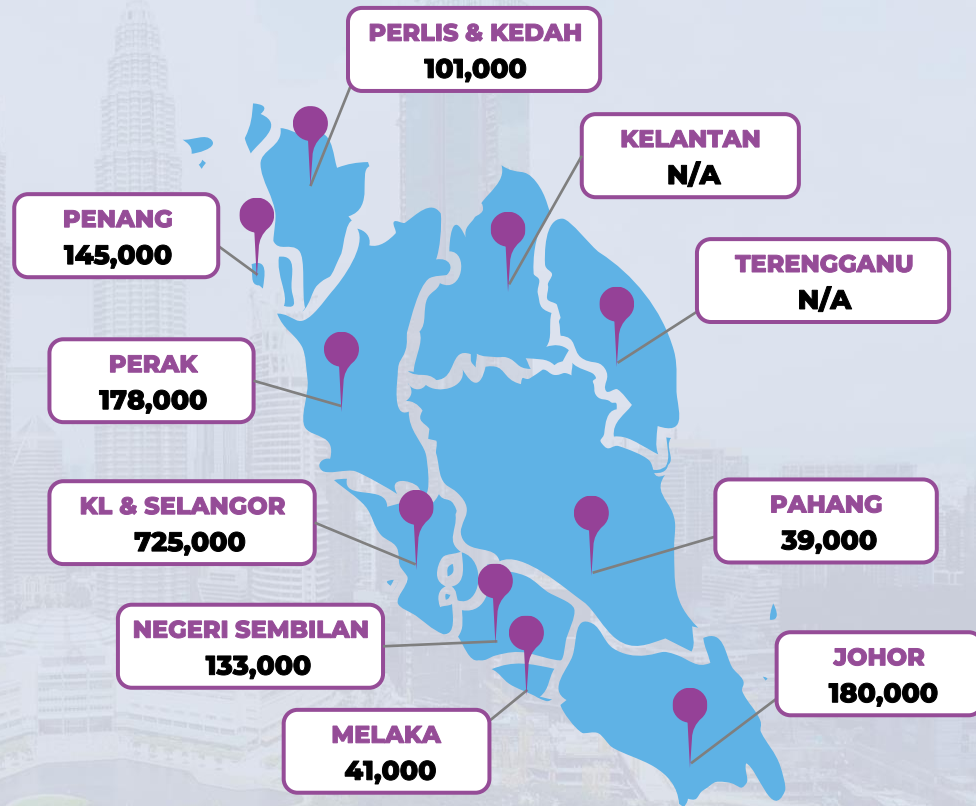 PERLIS & KEDAH
101,000
KELANTAN
N/A
PENANG
145,000
TERENGGANU
N/A
PERAK
178,000
KL & SELANGOR
725,000
PAHANG
39,000
NEGERI SEMBILAN
133,000
JOHOR
180,000
MELAKA
41,000